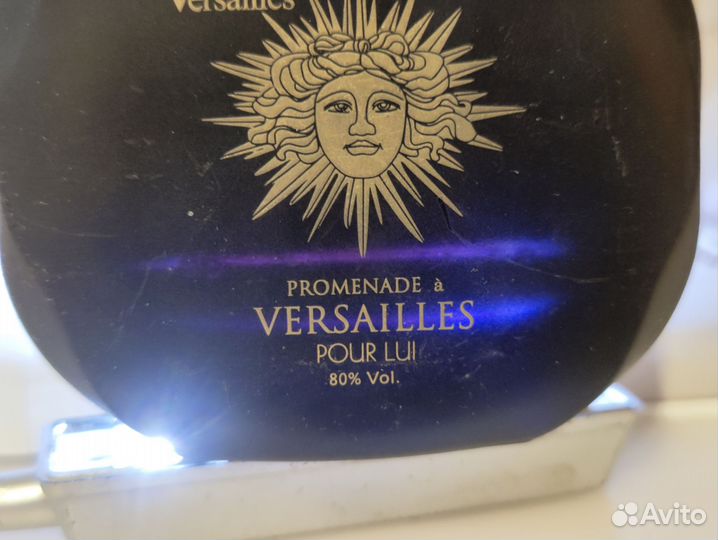 Versailles
PROMENADE à
VERSAILLES
POUR LUI
80% Vol.
Avito